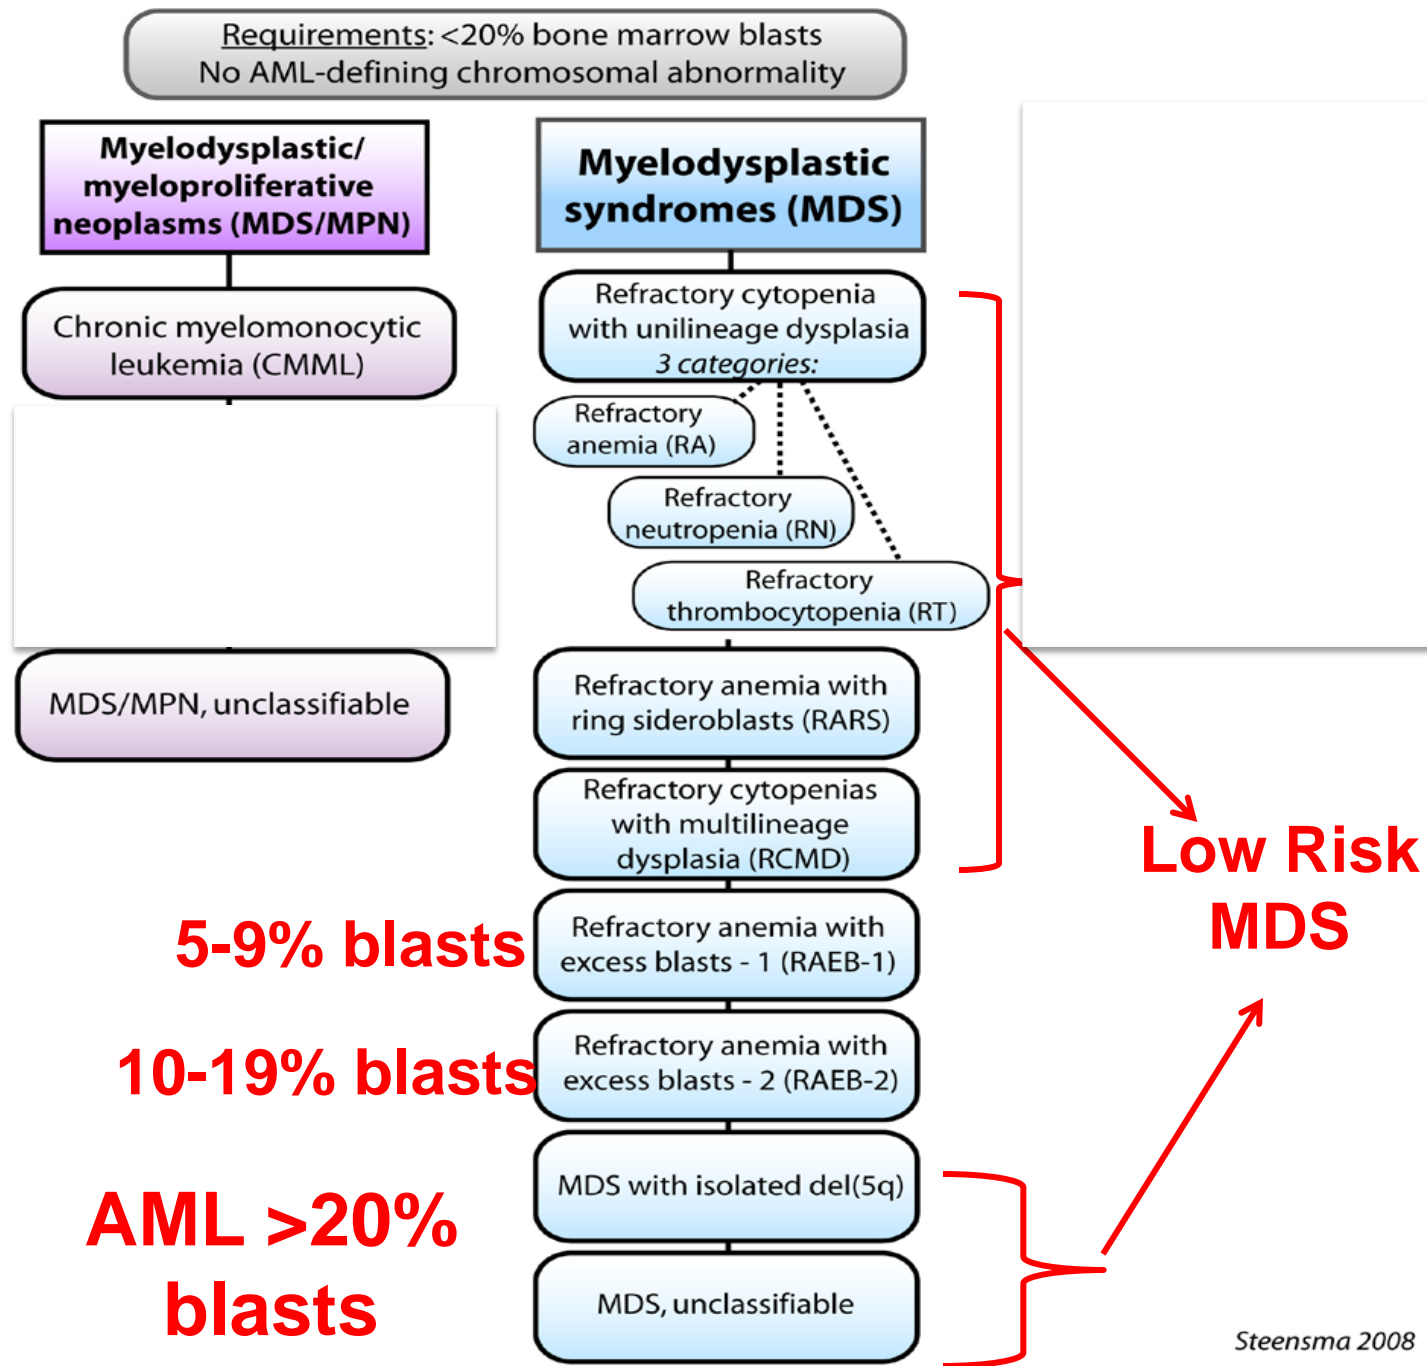 Requirements: <20% bone marrow blasts
No AML-defining chromosomal abnormality
Myelodysplastic/
myeloproliferative
neoplasms (MDS/MPN)
Chronic myelomonocytic
leukemia (CMML)
MDS/MPN, unclassifiable
Myelodysplastic
syndromes (MDS)
Refractory cytopenia
with unilineage dysplasia
3 categories:
Refractory
anemia (RA)
Refractory
neutropenia (RN)
Refractory
thrombocytopenia (RT)
Refractory anemia with
ring sideroblasts (RARS)
Refractory cytopenias
with multilineage
dysplasia (RCMD)
Low Risk
MDS
5-9% blasts
Refractory anemia with
excess blasts - 1 (RAEB-1)
10-19% blasts
Refractory anemia with
excess blasts - 2 (RAEB-2)
MDS with isolated del(5q)
AML >20%
blasts
MDS, unclassifiable
Steensma 2008